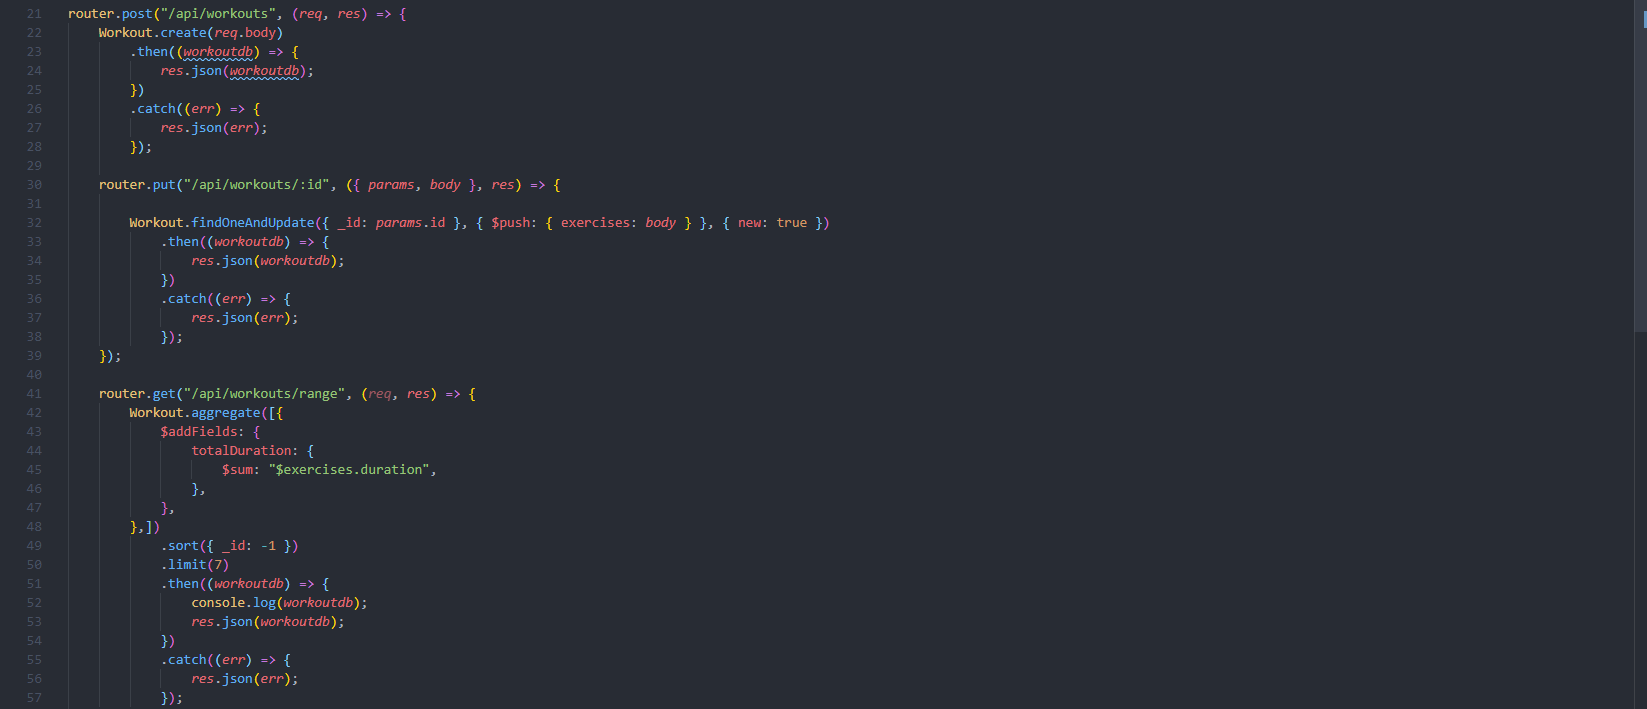 21 router.post("/api/workouts", (req, res) => {
22 Workout.create(req.body)
23 .then((workoutdb) => {
24 res.json(workoutdb);
25 })
26 .catch((err) => {
27 res.json(err);
28 });
29
30 router.put("/api/workouts/:id", ({ params, body }, res) => {
31
32 Workout.findOneAndUpdate({ _id: params.id }, { $push: { exercises: body } }, { new: true })
33 .then((workoutdb) => {
34 res.json(workoutdb);
35 })
36 .catch((err) => {
37 res.json(err);
38 });
39 });
40
41 router.get("/api/workouts/range", (req, res) => {
42 Workout.aggregate([{
43 $addFields: {
44 totalDuration: {
45 $sum: "$exercises.duration",
46 },
47 },
48 },])
49 .sort({ _id: -1 })
50 .limit(7)
51 .then((workoutdb) => {
52 console.log(workoutdb);
53 res.json(workoutdb);
54 })
55 .catch((err) => {
56 res.json(err);
57 });